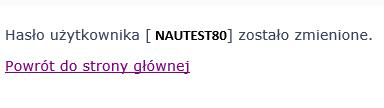 Hasło użytkownika [ NAUTEST80] zostało zmienione.
Powrót do strony głównej